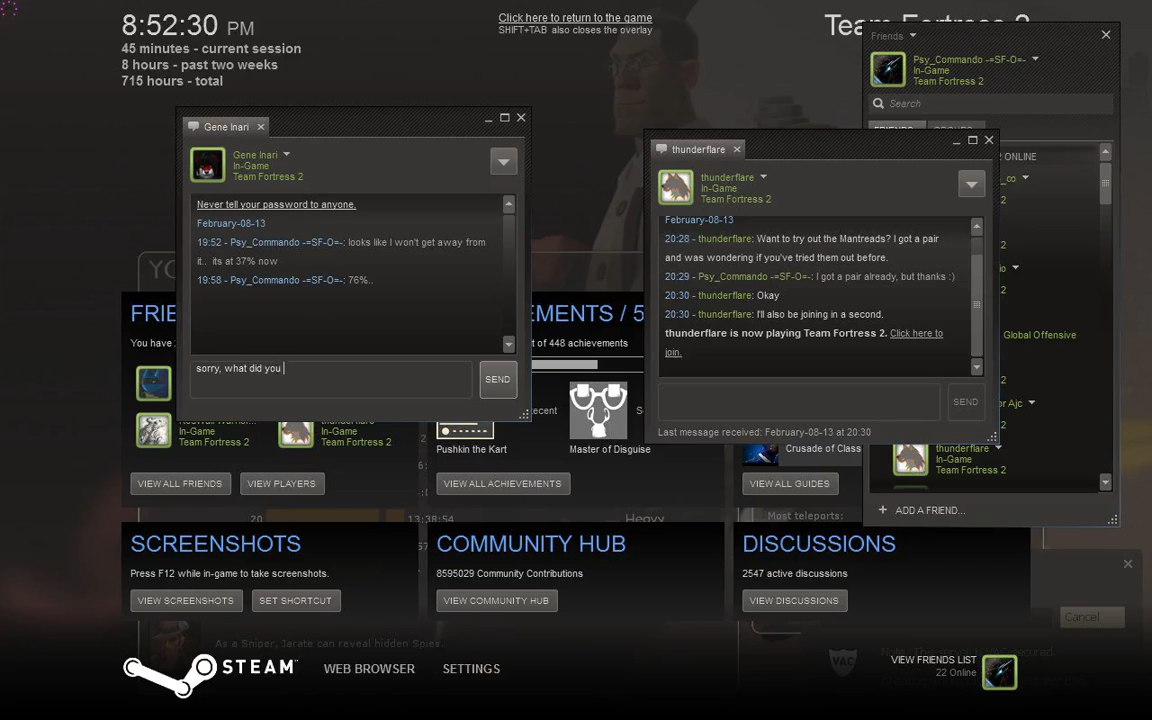 8:52:30 PM
45 minutes - current session
8 hours - past two weeks
715 hours - total
Click here to return to the game
SHIFT+TAB also closes the overlay
Team Fortress 2
Friends
Psy_Commando -=SF-O=-
In-Game
Team Fortress 2
Search
FRIENDS
ONLINE
Global Offensive
thunderflare
In-Game
Team Fortress 2
ADD A FRIEND...
Gene Inari
Gene Inari
In-Game
Team Fortress 2
Never tell your password to anyone.
February-08-13
19:52 - Psy_Commando -=SF-O=-: looks like I won't get away from
it.. its at 37% now
19:58 - Psy_Commando -=SF-O=-: 76%..
sorry, what did you
SEND
thunderflare
thunderflare
In-Game
Team Fortress 2
February-08-13
20:28 - thunderflare: Want to try out the Mantreads? I got a pair
and was wondering if you've tried them out before.
20:29 - Psy_Commando -=SF-O=-: I got a pair already, but thanks :)
20:30 - thunderflare: Okay
20:30 - thunderflare: I'll also be joining in a second.
thunderflare is now playing Team Fortress 2. Click here to
join.
SEND
Last message received: February-08-13 at 20:30
FRIE
You have
In-Game
Team Fortress 2
In-Game
Team Fortress 2
VIEW ALL FRIENDS
VIEW PLAYERS
EMENTS / 5
of 448 achievements
Pushkin the Kart
Master of Disguise
VIEW ALL ACHIEVEMENTS
Crusade of Class
VIEW ALL GUIDES
20
13:38:54
Heavy
Most teleports:
SCREENSHOTS
Press F12 while in-game to take screenshots.
VIEW SCREENSHOTS
SET SHORTCUT
COMMUNITY HUB
8595029 Community Contributions
VIEW COMMUNITY HUB
DISCUSSIONS
2547 active discussions
VIEW DISCUSSIONS
Cancel
As a Sniper, Jarate can reveal hidden Spies.
STEAM
WEB BROWSER
SETTINGS
VAC
VIEW FRIENDS LIST
22 Online